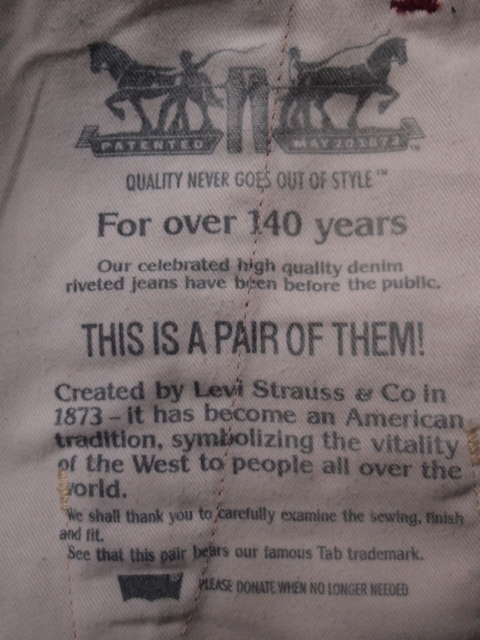 PATENTED MAY 20 1873 ™
QUALITY NEVER GOES OUT OF STYLE™
For over 140 years
Our celebrated high quality denim
riveted jeans have been before the public.
THIS IS A PAIR OF THEM!
Created by Levi Strauss & Co in
1873 – it has become an American
tradition, symbolizing the vitality
of the West to people all over the
world.
We shall thank you to carefully examine the sewing, finish
and fit.
See that this pair bears our famous Tab trademark.
® PLEASE DONATE WHEN NO LONGER NEEDED